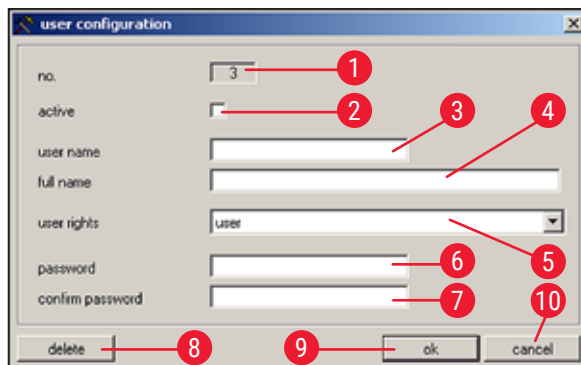 user configuration
no. 3 1
active 2
user name 3
full name 4
user rights user 5
password 6
confirm password 7
delete 8 9 ok cancel 10